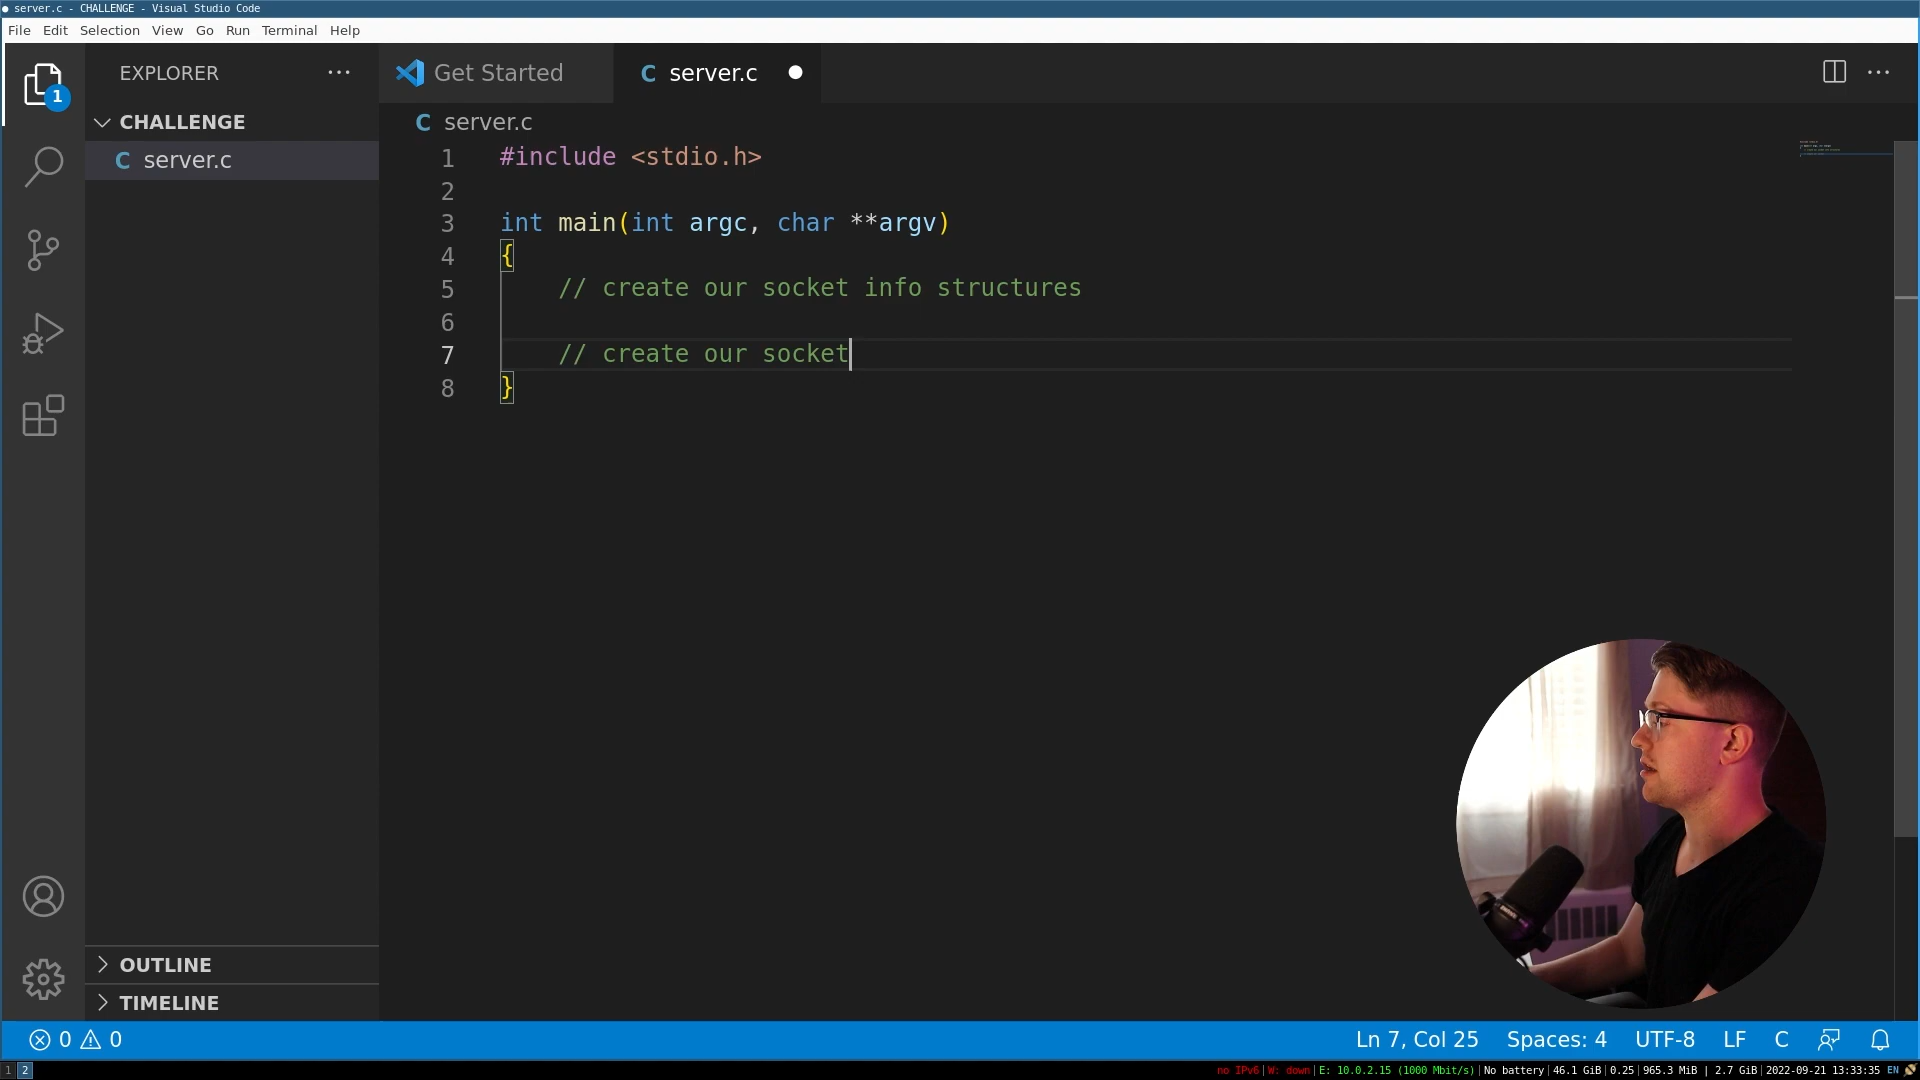 ● server.c - CHALLENGE - Visual Studio Code
File Edit Selection View Go Run Terminal Help
EXPLORER ···
Get Started
C server.c ●
1
CHALLENGE
C server.c
C server.c
1 #include <stdio.h>
2
3 int main(int argc, char **argv)
4 {
5 // create our socket info structures
6
7 // create our socket
8 }
OUTLINE
TIMELINE
0 0
Ln 7, Col 25 Spaces: 4 UTF-8 LF C
1 2
no IPv6|W: down|E: 10.0.2.15 (1000 Mbit/s)|No battery|46.1 GiB|0.25|965.3 MiB | 2.7 GiB|2022-09-21 13:33:35 EN